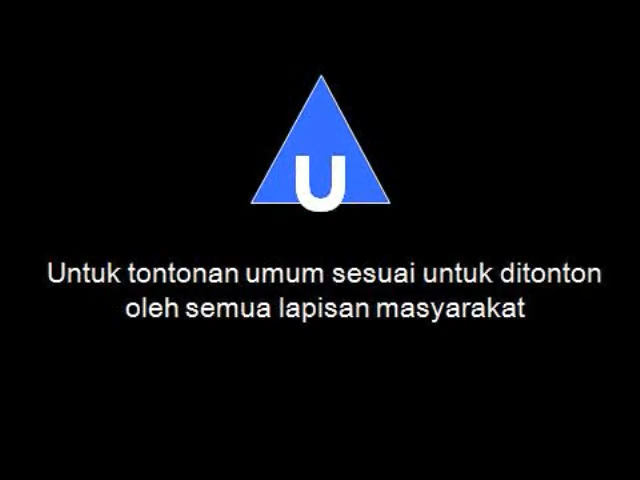 U
Untuk tontonan umum sesuai untuk ditonton
oleh semua lapisan masyarakat